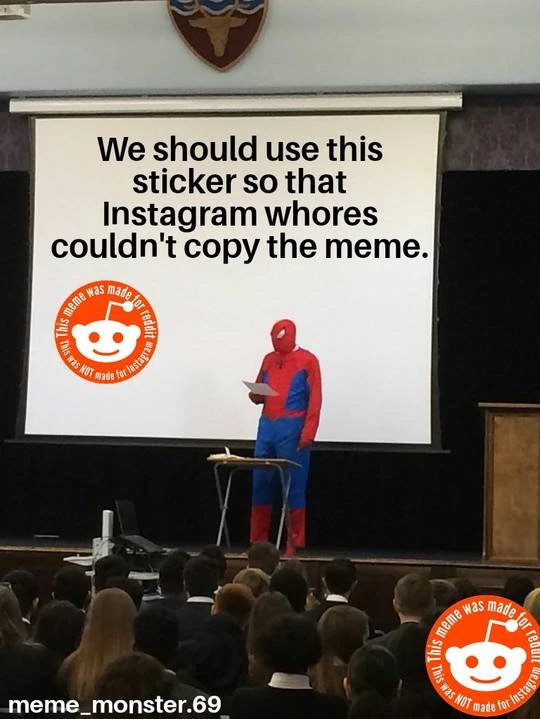 We should use this
sticker so that
Instagram whores
couldn't copy the meme.
This meme was made for reddit
This was NOT made for Instagram
This meme was made for reddit
This was NOT made for Instagram
meme_monster.69